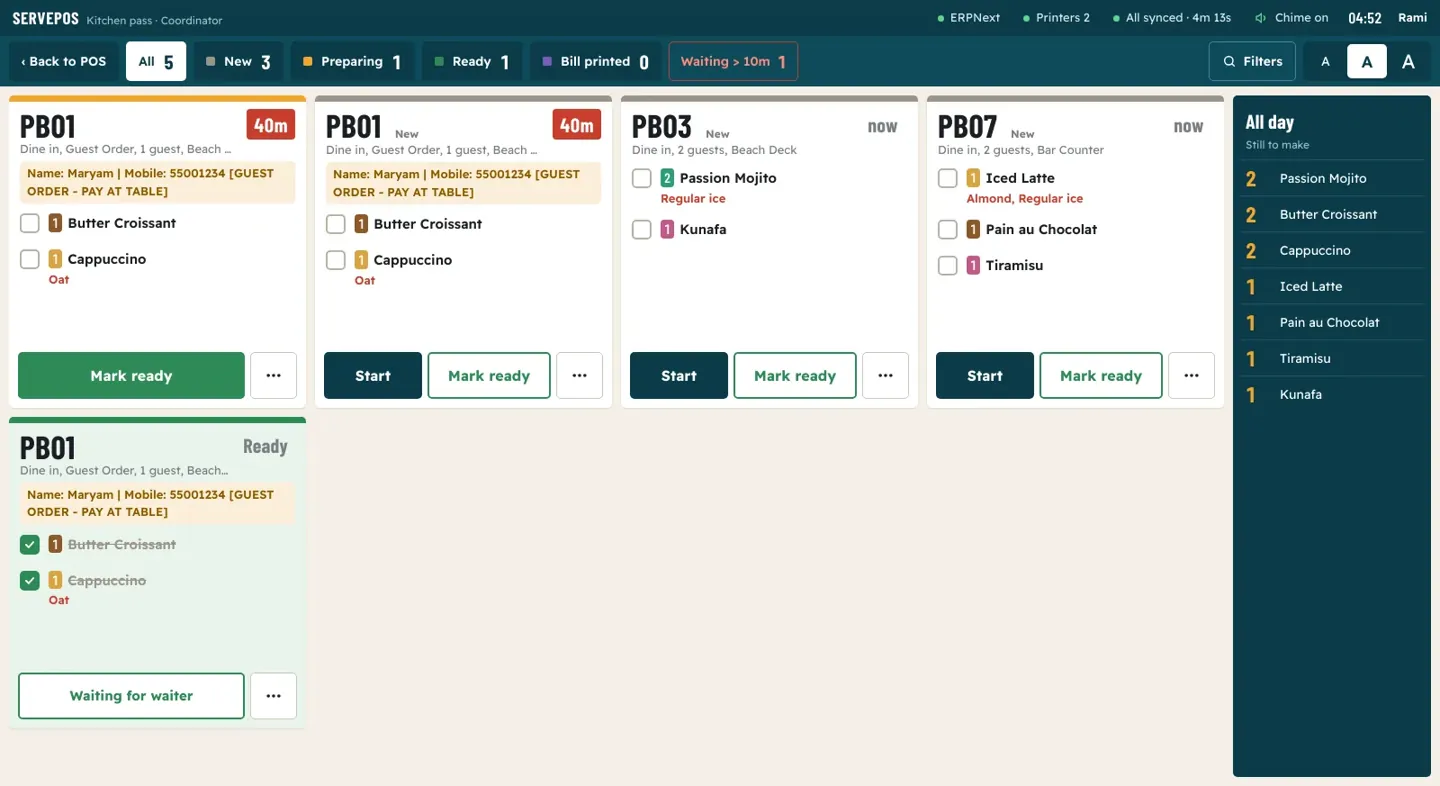 SERVEPOS Kitchen pass · Coordinator
ERPNext Printers 2 All synced · 4m 13s Chime on 04:52 Rami
‹ Back to POS All 5 New 3 Preparing 1 Ready 1 Bill printed 0 Waiting > 10m 1 Filters A A A
PB01 40m
Dine in, Guest Order, 1 guest, Beach ...
Name: Maryam | Mobile: 55001234 [GUEST
ORDER - PAY AT TABLE]
1 Butter Croissant
1 Cappuccino
Oat
Mark ready ...
PB01 New 40m
Dine in, Guest Order, 1 guest, Beach ...
Name: Maryam | Mobile: 55001234 [GUEST
ORDER - PAY AT TABLE]
1 Butter Croissant
1 Cappuccino
Oat
Start Mark ready ...
PB03 New now
Dine in, 2 guests, Beach Deck
2 Passion Mojito
Regular ice
1 Kunafa
Start Mark ready ...
PB07 New now
Dine in, 2 guests, Bar Counter
1 Iced Latte
Almond, Regular ice
1 Pain au Chocolat
1 Tiramisu
Start Mark ready ...
PB01 Ready
Dine in, Guest Order, 1 guest, Beach...
Name: Maryam | Mobile: 55001234 [GUEST
ORDER - PAY AT TABLE]
1 Butter Croissant
1 Cappuccino
Oat
Waiting for waiter ...
All day
Still to make
2 Passion Mojito
2 Butter Croissant
2 Cappuccino
1 Iced Latte
1 Pain au Chocolat
1 Tiramisu
1 Kunafa